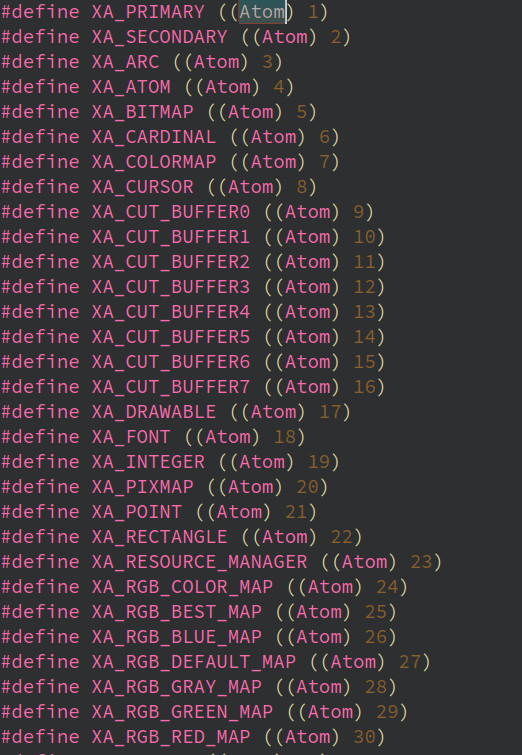 #define XA_PRIMARY ((Atom) 1)
#define XA_SECONDARY ((Atom) 2)
#define XA_ARC ((Atom) 3)
#define XA_ATOM ((Atom) 4)
#define XA_BITMAP ((Atom) 5)
#define XA_CARDINAL ((Atom) 6)
#define XA_COLORMAP ((Atom) 7)
#define XA_CURSOR ((Atom) 8)
#define XA_CUT_BUFFER0 ((Atom) 9)
#define XA_CUT_BUFFER1 ((Atom) 10)
#define XA_CUT_BUFFER2 ((Atom) 11)
#define XA_CUT_BUFFER3 ((Atom) 12)
#define XA_CUT_BUFFER4 ((Atom) 13)
#define XA_CUT_BUFFER5 ((Atom) 14)
#define XA_CUT_BUFFER6 ((Atom) 15)
#define XA_CUT_BUFFER7 ((Atom) 16)
#define XA_DRAWABLE ((Atom) 17)
#define XA_FONT ((Atom) 18)
#define XA_INTEGER ((Atom) 19)
#define XA_PIXMAP ((Atom) 20)
#define XA_POINT ((Atom) 21)
#define XA_RECTANGLE ((Atom) 22)
#define XA_RESOURCE_MANAGER ((Atom) 23)
#define XA_RGB_COLOR_MAP ((Atom) 24)
#define XA_RGB_BEST_MAP ((Atom) 25)
#define XA_RGB_BLUE_MAP ((Atom) 26)
#define XA_RGB_DEFAULT_MAP ((Atom) 27)
#define XA_RGB_GRAY_MAP ((Atom) 28)
#define XA_RGB_GREEN_MAP ((Atom) 29)
#define XA_RGB_RED_MAP ((Atom) 30)